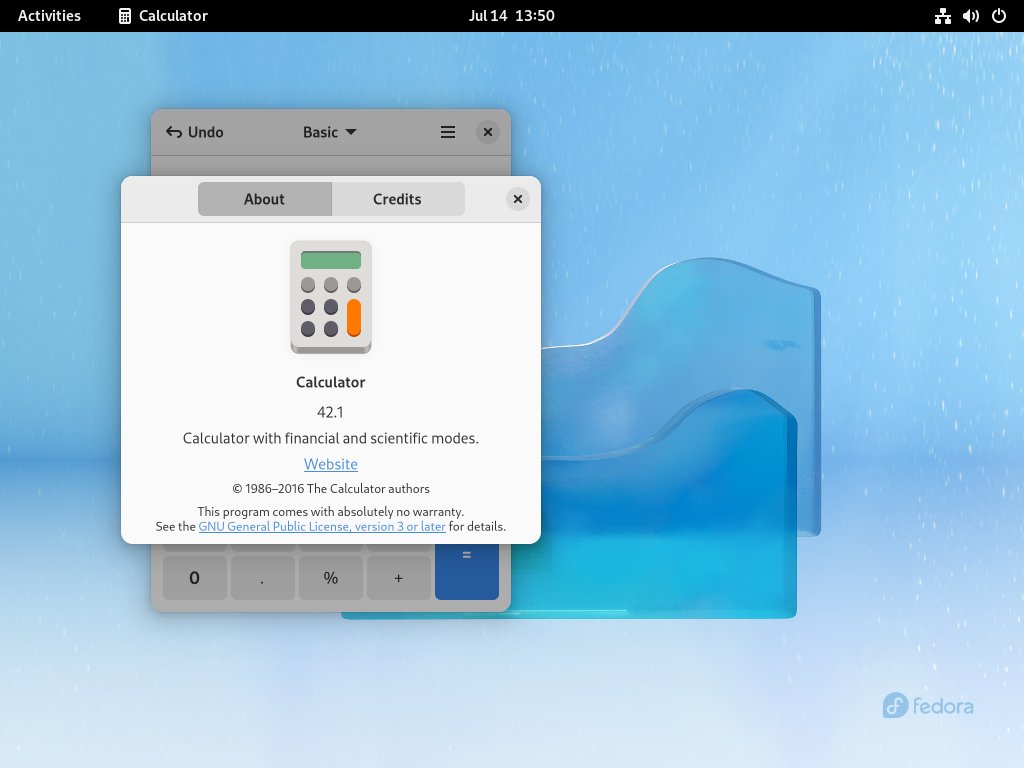 Activities Calculator Jul 14 13:50
Undo Basic
About Credits
Calculator
42.1
Calculator with financial and scientific modes.
Website
© 1986–2016 The Calculator authors
This program comes with absolutely no warranty.
See the GNU General Public License, version 3 or later for details.
=
0 . % +
fedora